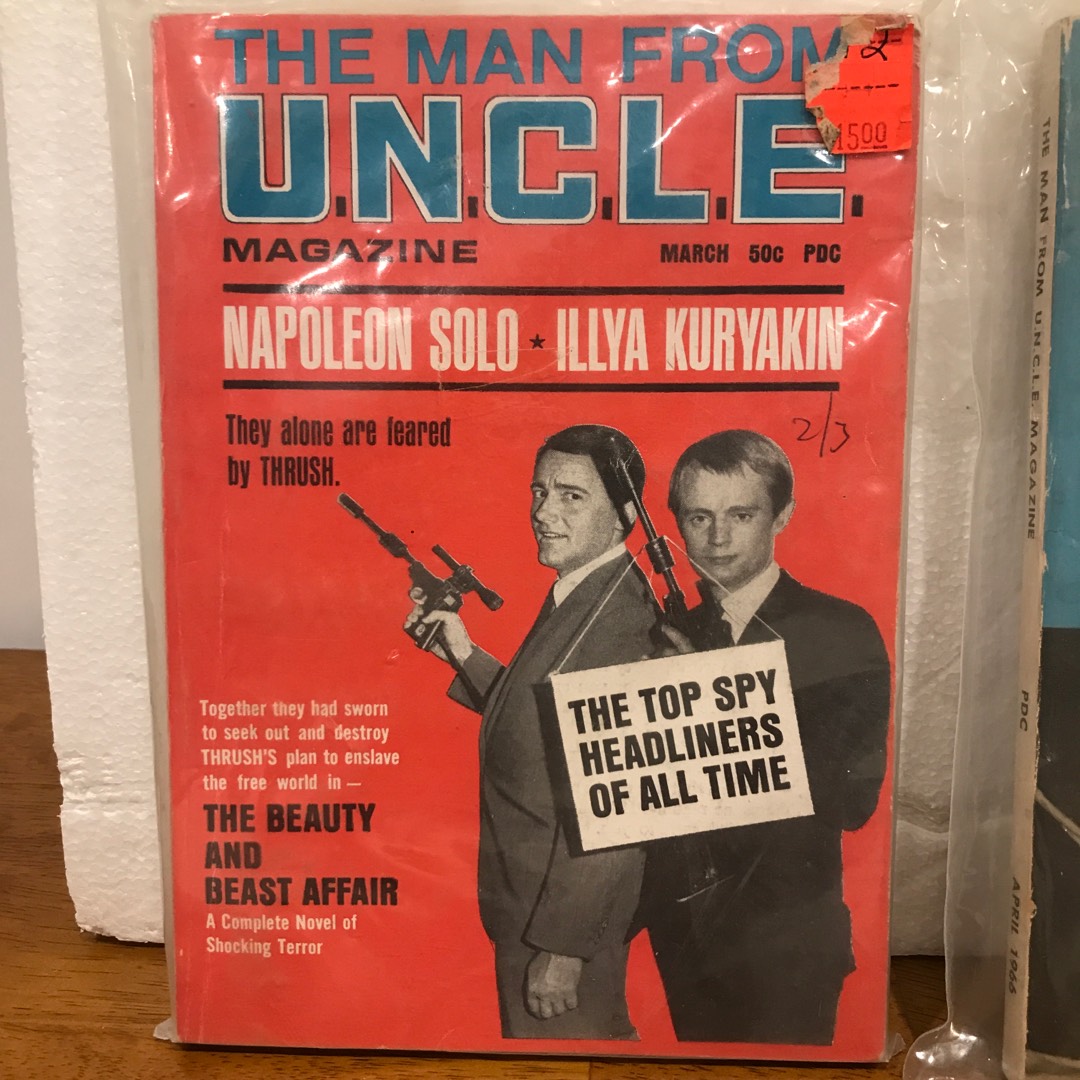 THE MAN FROM
U.N.C.L.E.
MAGAZINE
MARCH 50c PDC
15.00
NAPOLEON SOLO ★ ILLYA KURYAKIN
They alone are feared
by THRUSH.
2/3
THE TOP SPY
HEADLINERS
OF ALL TIME
Together they had sworn
to seek out and destroy
THRUSH'S plan to enslave
the free world in—
THE BEAUTY
AND
BEAST AFFAIR
A Complete Novel of
Shocking Terror
THE MAN FROM U.N.C.L.E. MAGAZINE
PDC
APRIL 1966